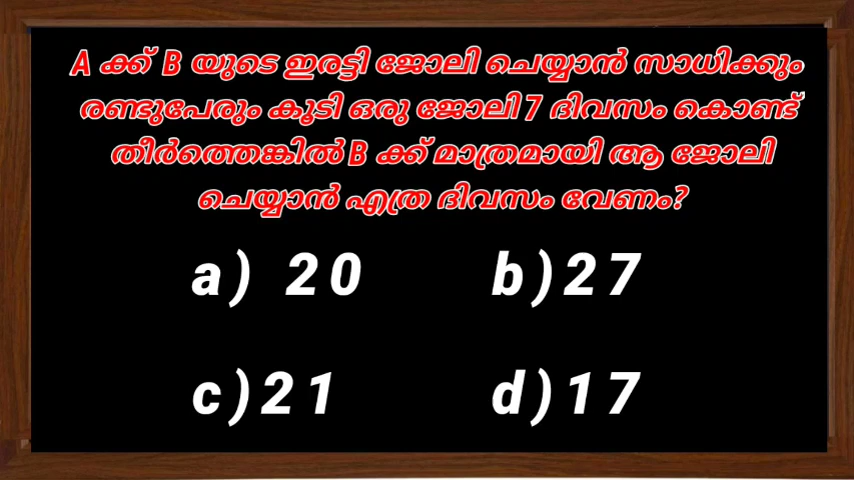 A ക്ക് B യുടെ ഇരട്ടി ജോലി ചെയ്യാൻ സാധിക്കും
രണ്ടുപേരും കൂടി ഒരു ജോലി 7 ദിവസം കൊണ്ട്
തീർത്തെങ്കിൽ B ക്ക് മാത്രമായി ആ ജോലി
ചെയ്യാൻ എത്ര ദിവസം വേണം?
a) 20 b)27
c)21 d)17